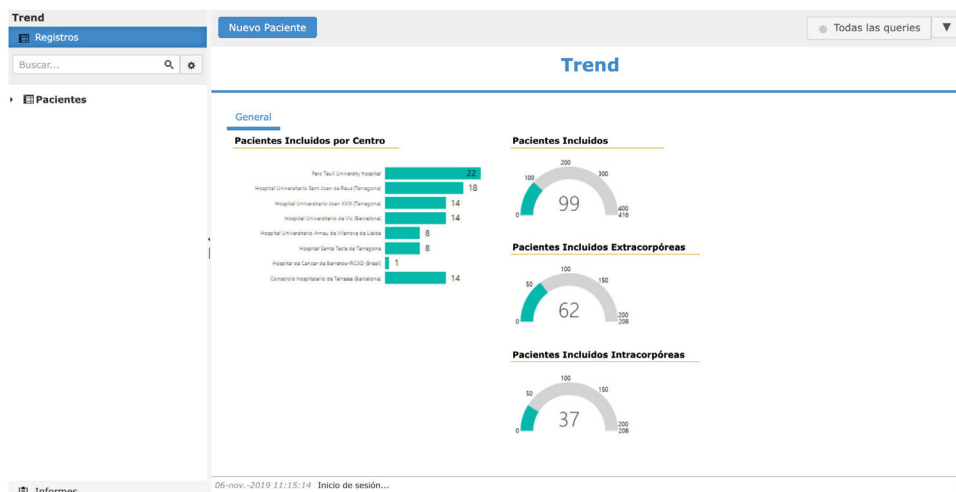 Trend
Registros
Buscar...
Pacientes
Informes
Nuevo Paciente
Todas las queries
Trend
General
Pacientes Incluidos por Centro
Parc Taulí University Hospital 22
Hospital Universitario Sant Joan de Reus (Tarragona) 18
Hospital Universitario Joan XXIII (Tarragona) 14
Hospital Universitario de Vic (Barcelona) 14
Hospital Universitario Arnau de Vilanova de Lleida 8
Hospital Santa Tecla de Tarragona 8
Hospital de Cancer de Barretos-PICAD (Brasil) 1
Consorcio Hospitalario de Terrassa (Barcelona) 14
Pacientes Incluidos
0
100
200
300
400
416
99
Pacientes Incluidos Extracorpóreas
0
50
100
150
200
208
62
Pacientes Incluidos Intracorpóreas
0
50
100
150
200
208
37
06-nov.-2019 11:15:14 Inicio de sesión...